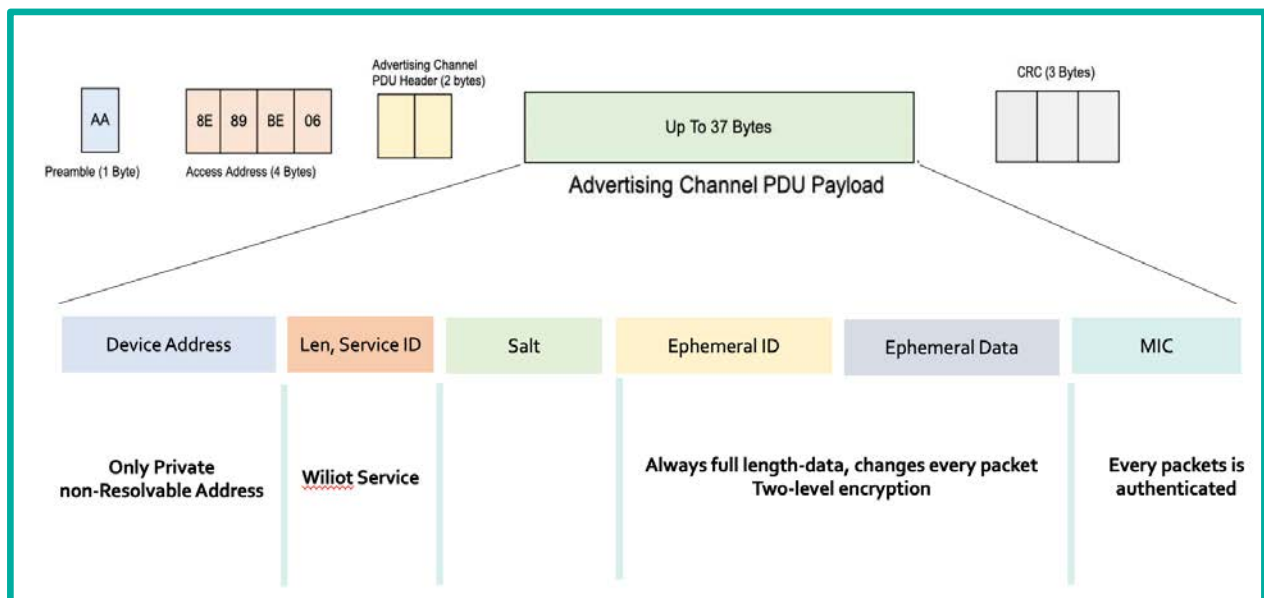 Advertising Channel
PDU Header (2 bytes)
CRC (3 Bytes)
AA
8E 89 BE 06
Up To 37 Bytes
Preamble (1 Byte)
Access Address (4 Bytes)
Advertising Channel PDU Payload
Device Address
Len, Service ID
Salt
Ephemeral ID
Ephemeral Data
MIC
Only Private
non-Resolvable Address
Wiliot Service
Always full length-data, changes every packet
Two-level encryption
Every packets is
authenticated